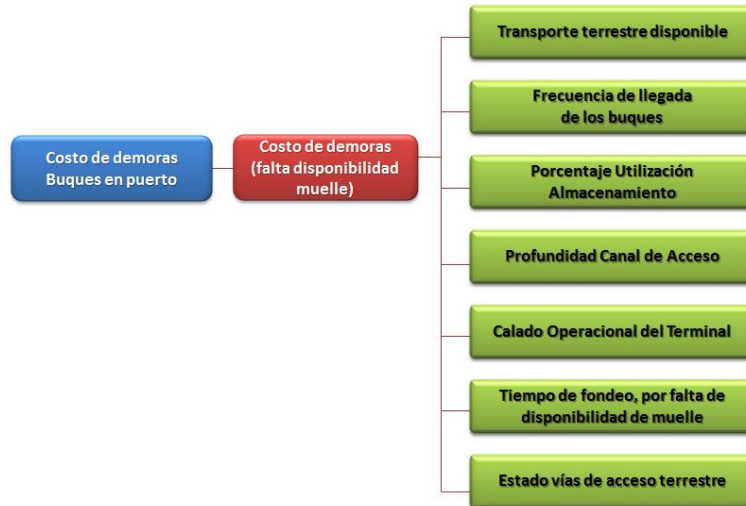 Costo de demoras
Buques en puerto
Costo de demoras
(falta disponibilidad
muelle)
Transporte terrestre disponible
Frecuencia de llegada
de los buques
Porcentaje Utilización
Almacenamiento
Profundidad Canal de Acceso
Calado Operacional del Terminal
Tiempo de fondeo, por falta de
disponibilidad de muelle
Estado vías de acceso terrestre